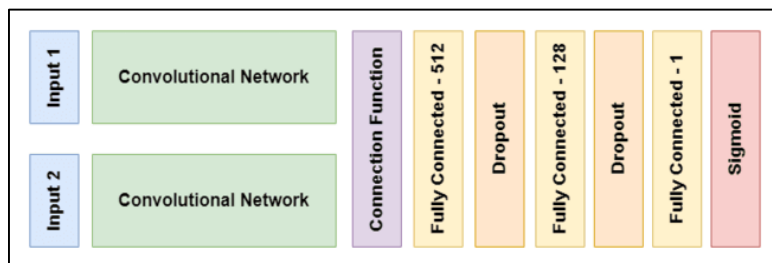 Input 1
Convolutional Network
Input 2
Convolutional Network
Connection Function
Fully Connected - 512
Dropout
Fully Connected - 128
Dropout
Fully Connected - 1
Sigmoid